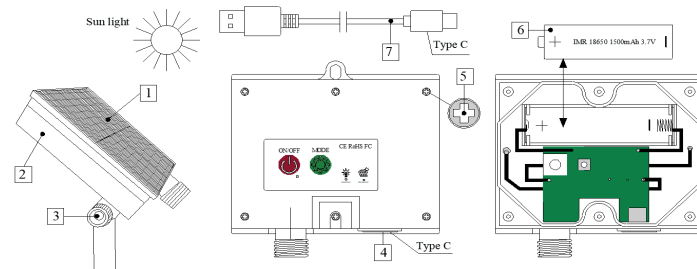 Sun light
1
2
3
7
Type C
5
ON·OFF MODE CE RoHS FC
4
Type C
6
+ IMR 18650 1500mAh 3.7V
+